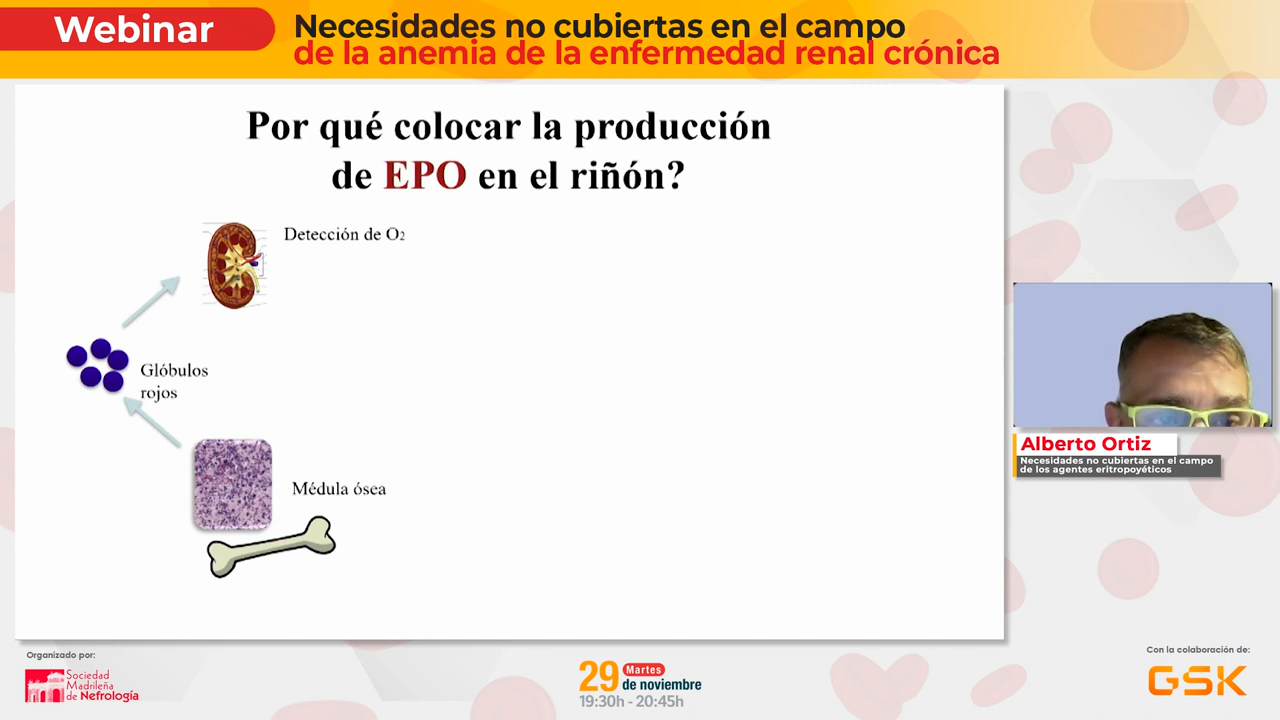 Webinar
Necesidades no cubiertas en el campo
de la anemia de la enfermedad renal crónica
Por qué colocar la producción
de EPO en el riñón?
Detección de O₂
Glóbulos
rojos
Médula ósea
Alberto Ortiz
Necesidades no cubiertas en el campo
de los agentes eritropoyéticos
Organizado por:
Sociedad
Madrileña
de Nefrología
29 Martes
de noviembre
19:30h - 20:45h
Con la colaboración de:
GSK